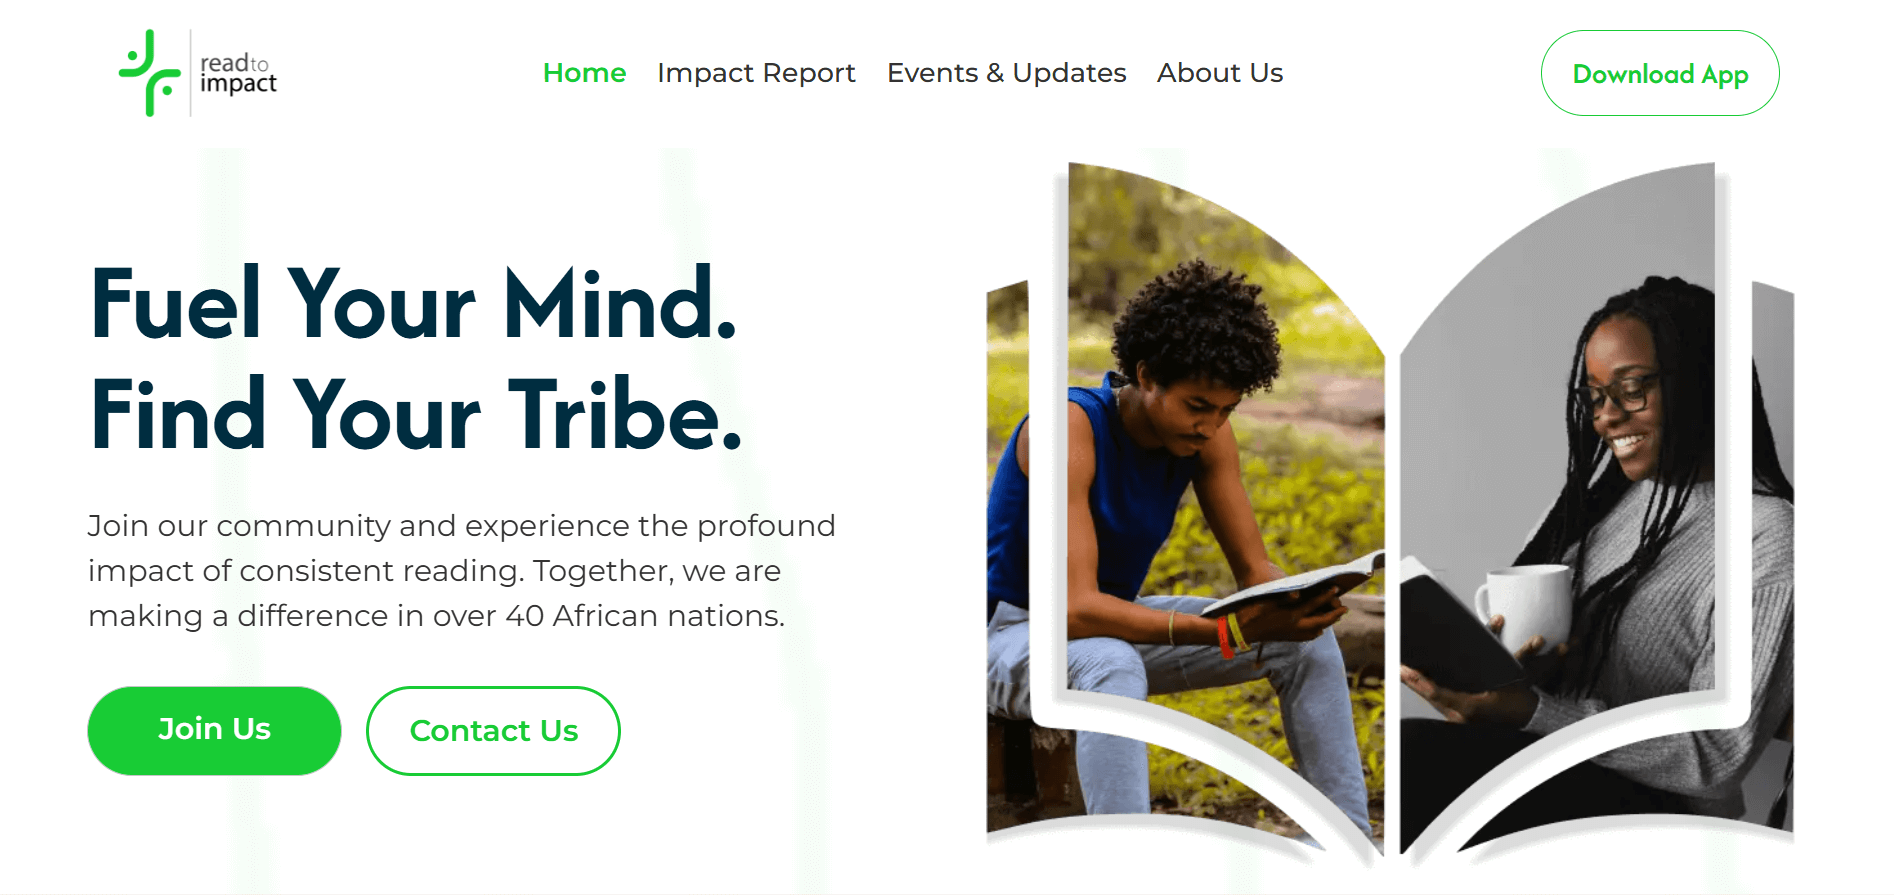 readto
impact
Home
Impact Report
Events & Updates
About Us
Download App
Fuel Your Mind.
Find Your Tribe.
Join our community and experience the profound
impact of consistent reading. Together, we are
making a difference in over 40 African nations.
Join Us
Contact Us